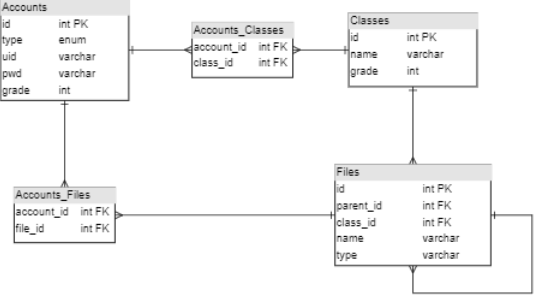 Accounts
id int PK
type enum
uid varchar
pwd varchar
grade int
Accounts_Classes
account_id int FK
class_id int FK
Classes
id int PK
name varchar
grade int
Accounts_Files
account_id int FK
file_id int FK
Files
id int PK
parent_id int FK
class_id int FK
name varchar
type varchar